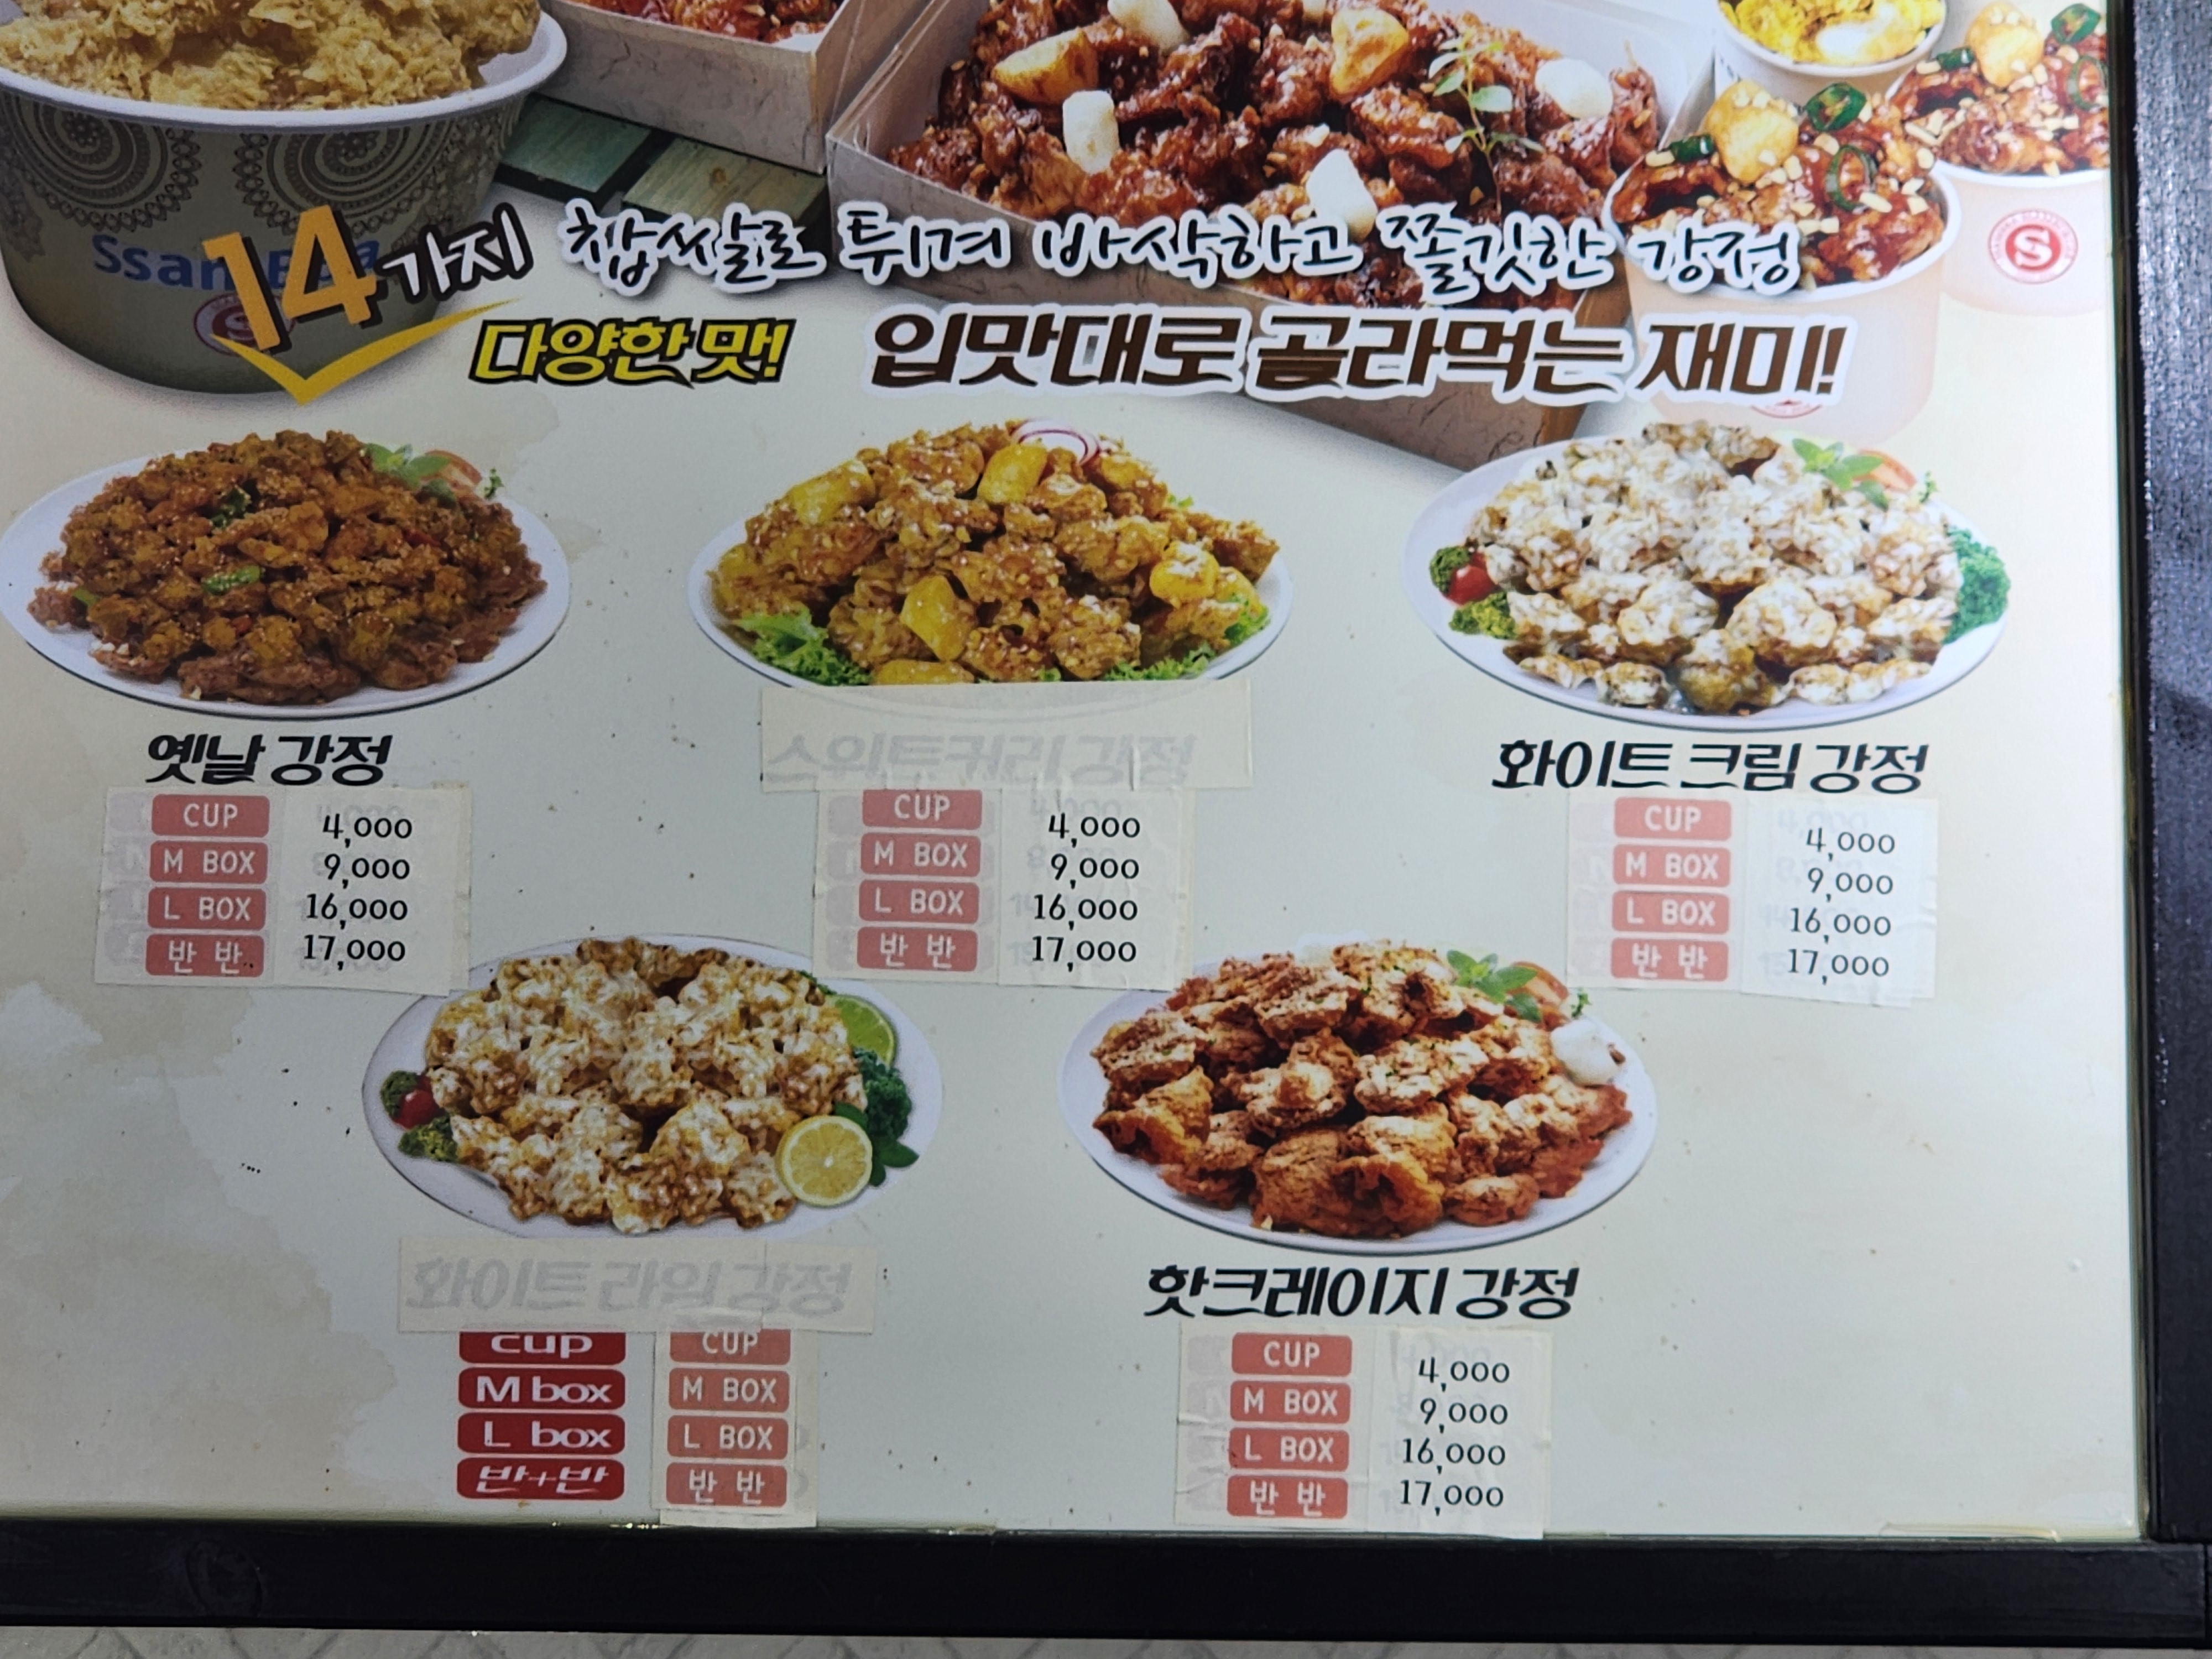 14가지 찹쌀로 튀겨 바삭하고 쫄깃한 강정
다양한 맛! 입맛대로 골라먹는 재미!
옛날 강정
CUP 4,000
M BOX 9,000
L BOX 16,000
반 반 17,000
스위트커리 강정
CUP 4,000
M BOX 9,000
L BOX 16,000
반 반 17,000
화이트 크림 강정
CUP 4,000
M BOX 9,000
L BOX 16,000
반 반 17,000
화이트 라임 강정
cup CUP
M box M BOX
L box L BOX
반+반 반 반
핫크레이지 강정
CUP 4,000
M BOX 9,000
L BOX 16,000
반 반 17,000